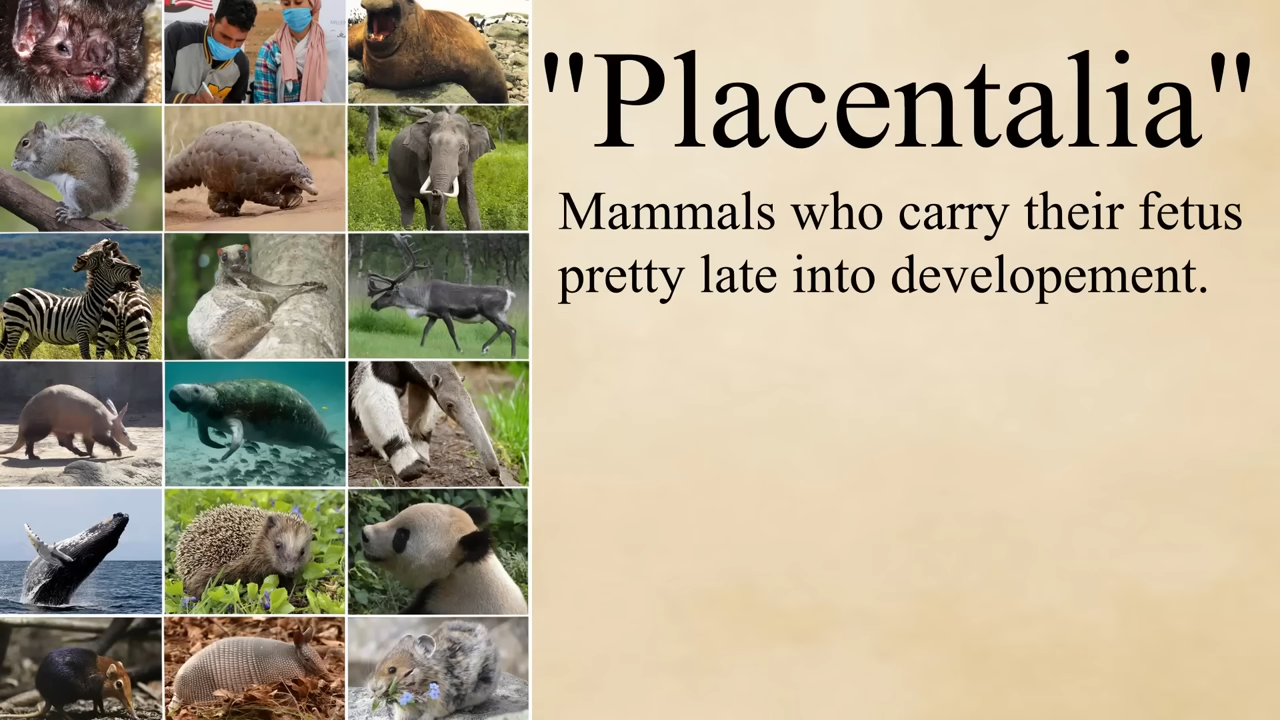 "Placentalia"
Mammals who carry their fetus
pretty late into developement.